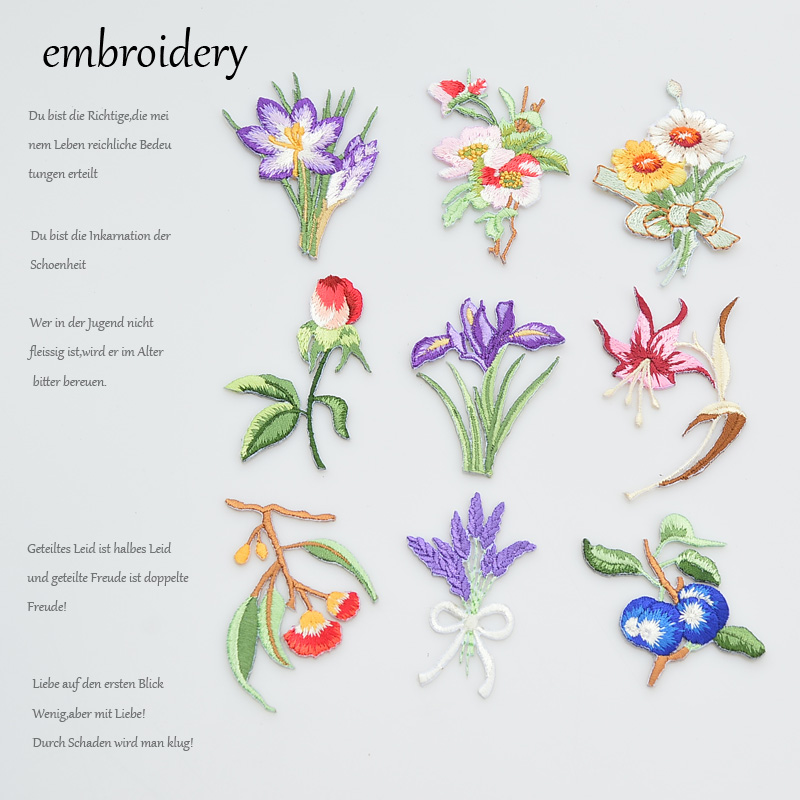 embroidery
Du bist die Richtige,die mei
nem Leben reichliche Bedeu
tungen erteilt
Du bist die Inkarnation der
Schoenheit
Wer in der Jugend nicht
fleissig ist,wird er im Alter
bitter bereuen.
Geteiltes Leid ist halbes Leid
und geteilte Freude ist doppelte
Freude!
Liebe auf den ersten Blick
Wenig,aber mit Liebe!
Durch Schaden wird man klug!